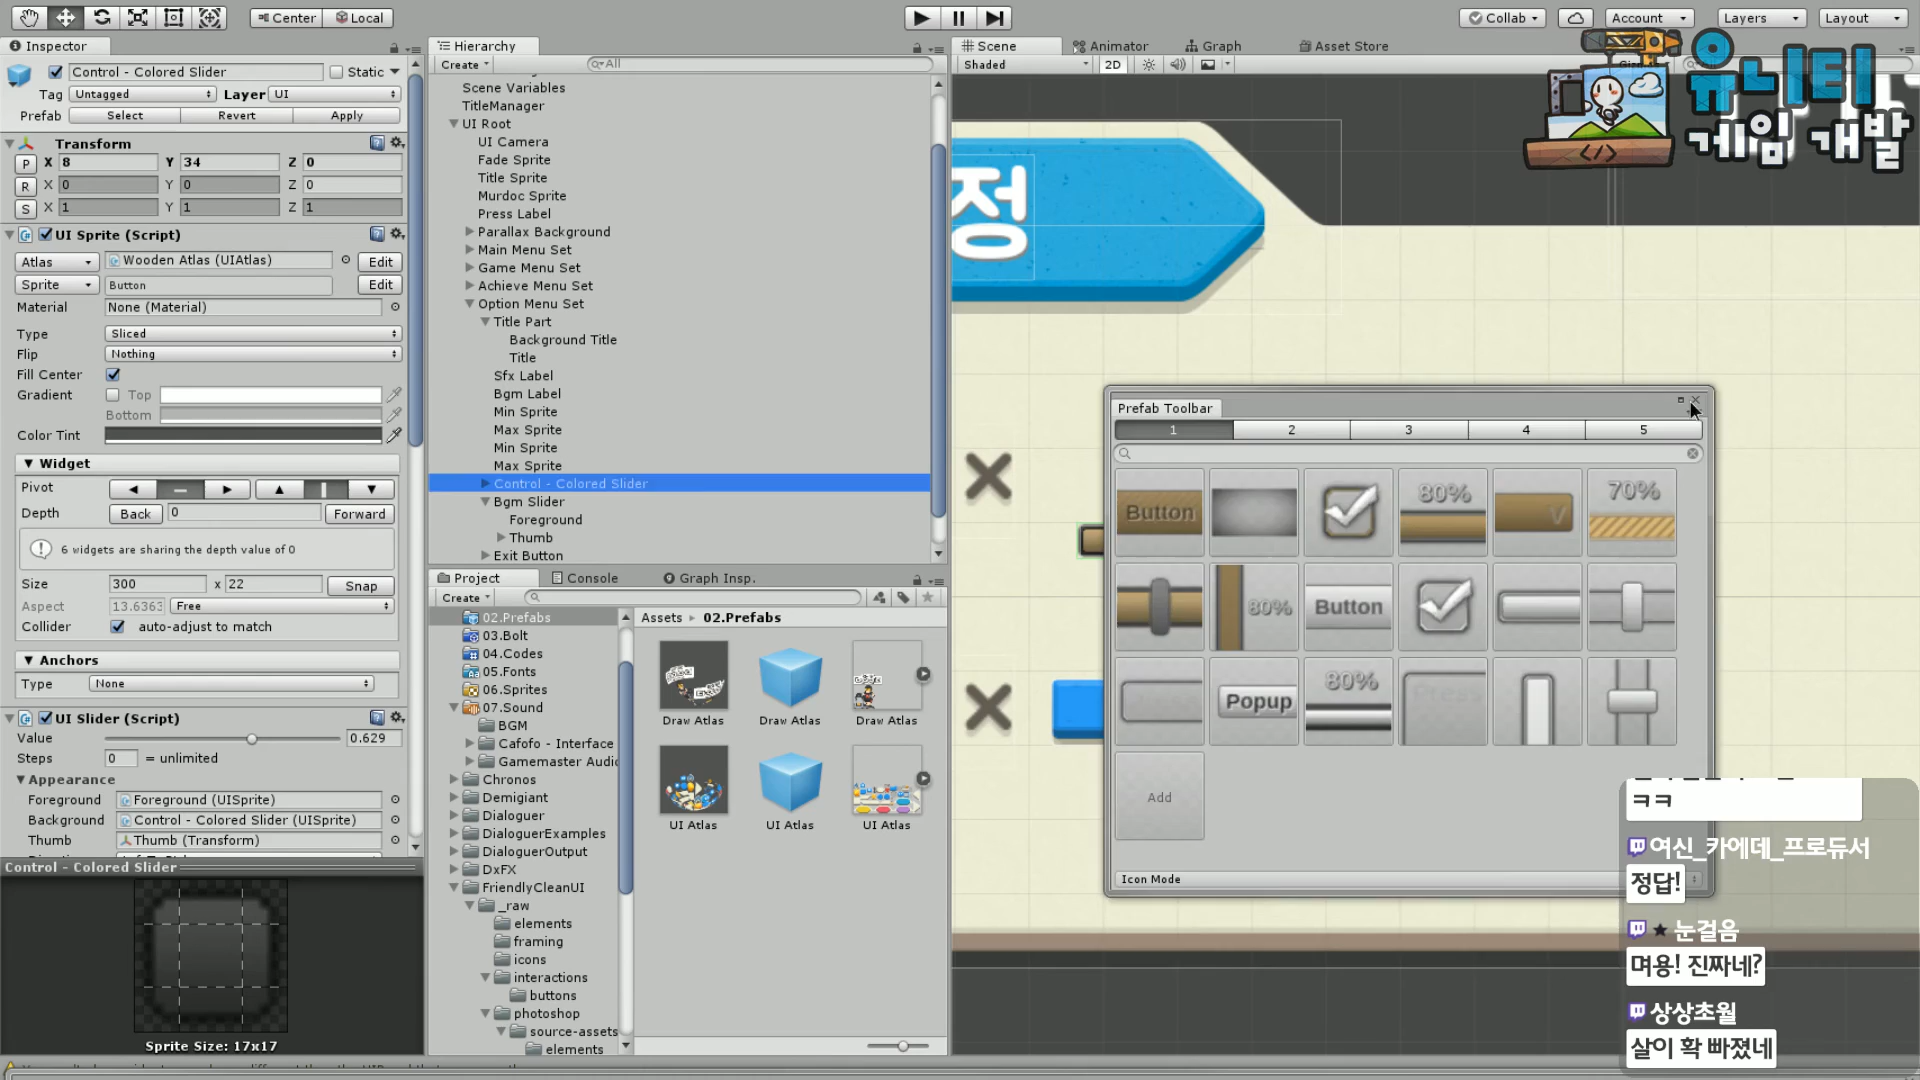 Center
Local
Collab
Account
Layers
Layout
Inspector
Control - Colored Slider
Static
Tag
Untagged
Layer
UI
Prefab
Select
Revert
Apply
Transform
P X 8 Y 34 Z 0
R X 0 Y 0 Z 0
S X 1 Y 1 Z 1
UI Sprite (Script)
Atlas
Wooden Atlas (UIAtlas)
Edit
Sprite
Button
Edit
Material
None (Material)
Type
Sliced
Flip
Nothing
Fill Center
Gradient
Top
Bottom
Color Tint
Widget
Pivot
Depth
Back
0
Forward
6 widgets are sharing the depth value of 0
Size
300 x 22
Snap
Aspect
13.6363
Free
Collider
auto-adjust to match
Anchors
Type
None
UI Slider (Script)
Value
0.629
Steps
0
= unlimited
Appearance
Foreground
Foreground (UISprite)
Background
Control - Colored Slider (UISprite)
Thumb
Thumb (Transform)
Control - Colored Slider
Sprite Size: 17x17
Hierarchy
Create
All
Scene Variables
TitleManager
UI Root
UI Camera
Fade Sprite
Title Sprite
Murdoc Sprite
Press Label
Parallax Background
Main Menu Set
Game Menu Set
Achieve Menu Set
Option Menu Set
Title Part
Background Title
Title
Sfx Label
Bgm Label
Min Sprite
Max Sprite
Min Sprite
Max Sprite
Control - Colored Slider
Bgm Slider
Foreground
Thumb
Exit Button
Project
Console
Graph Insp.
Create
02.Prefabs
03.Bolt
04.Codes
05.Fonts
06.Sprites
07.Sound
BGM
Cafofo - Interface
Gamemaster Audio
Chronos
Demigiant
Dialoguer
DialoguerExamples
DialoguerOutput
DxFX
FriendlyCleanUI
_raw
elements
framing
icons
interactions
buttons
photoshop
source-assets
elements
Assets
02.Prefabs
Draw Atlas
Draw Atlas
Draw Atlas
UI Atlas
UI Atlas
UI Atlas
Scene
Animator
Graph
Asset Store
Shaded
2D
정
유니티
게임 개발
</>
Prefab Toolbar
1 2 3 4 5
Button
80%
V
70%
80%
Button
Popup
80%
Press
Add
Icon Mode
ㅋㅋ
여신_카에데_프로듀서
정답!
눈걸음
며용! 진짜네?
상상초월
살이 확 빠졌네